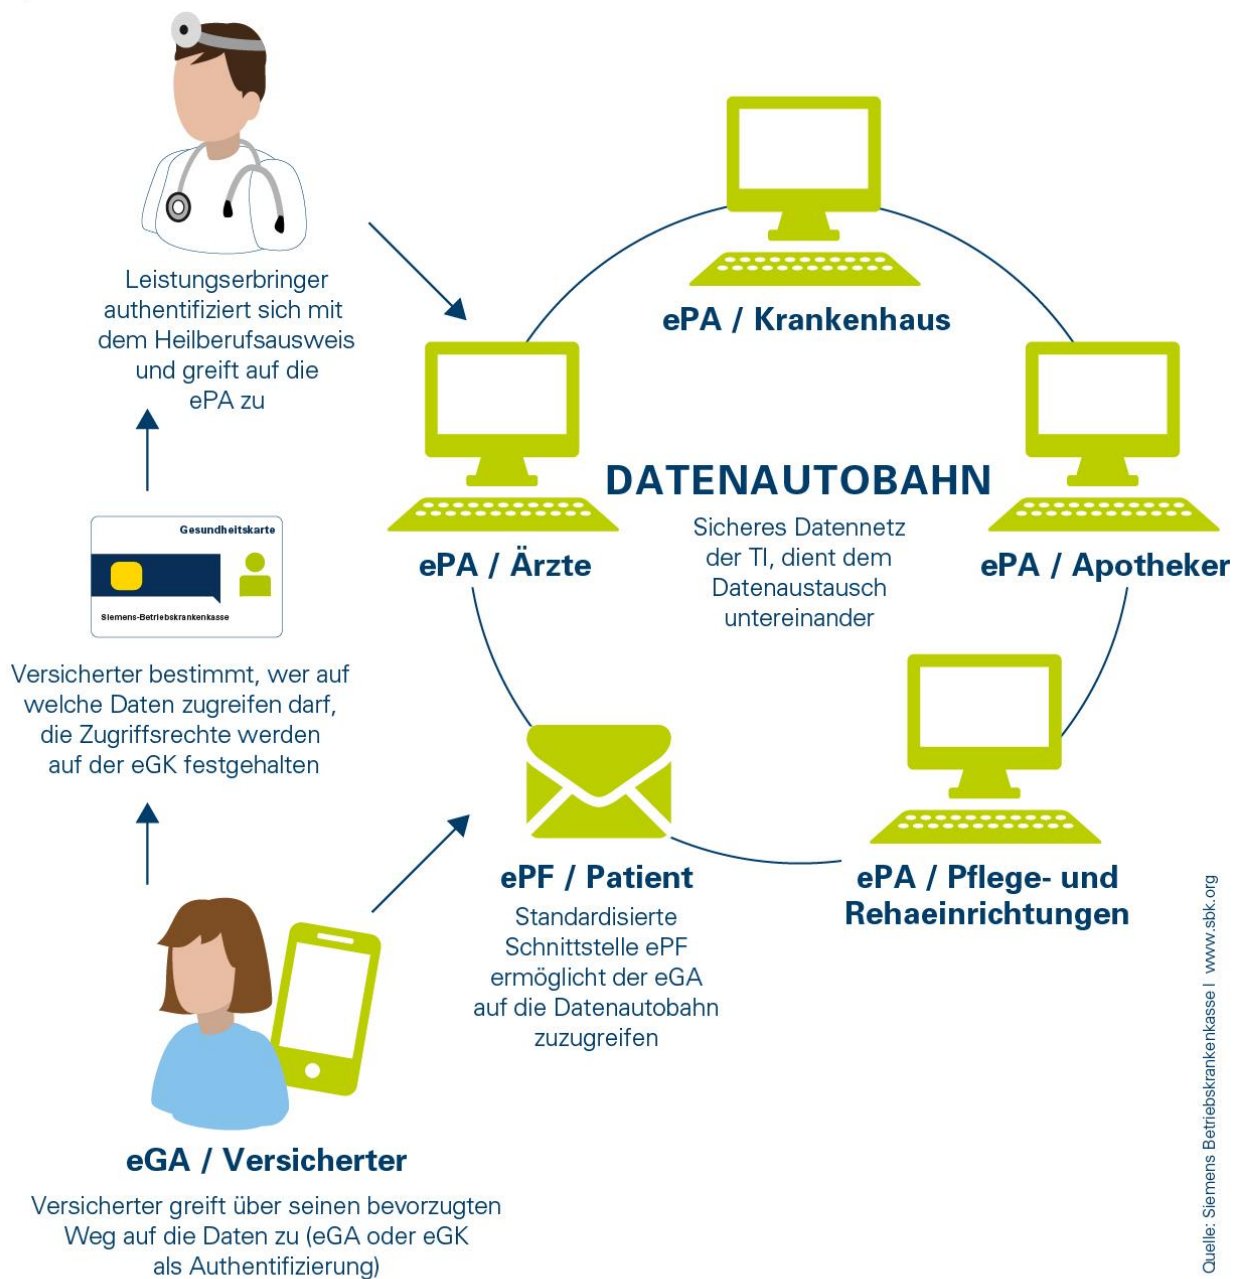 Leistungserbringer
authentifiziert sich mit
dem Heilberufsausweis
und greift auf die
ePA zu
Gesundheitskarte
Siemens-Betriebskrankenkasse
Versicherter bestimmt, wer auf
welche Daten zugreifen darf,
die Zugriffsrechte werden
auf der eGK festgehalten
eGA / Versicherter
Versicherter greift über seinen bevorzugten
Weg auf die Daten zu (eGA oder eGK
als Authentifizierung)
ePA / Krankenhaus
ePA / Ärzte
DATENAUTOBAHN
Sicheres Datennetz
der TI, dient dem
Datenaustausch
untereinander
ePA / Apotheker
ePF / Patient
Standardisierte
Schnittstelle ePF
ermöglicht der eGA
auf die Datenautobahn
zuzugreifen
ePA / Pflege- und
Rehaeinrichtungen
Quelle: Siemens Betriebskrankenkasse I www.sbk.org